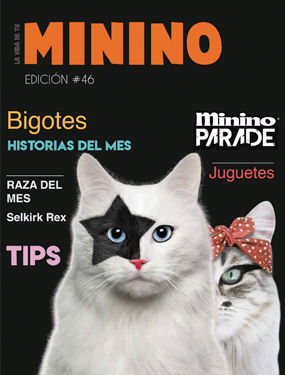 LA VIDA DE TU
MININO
EDICIÓN #46
Bigotes
HISTORIAS DEL MES
minino
PARADE
Juguetes
RAZA DEL
MES
Selkirk Rex
TIPS